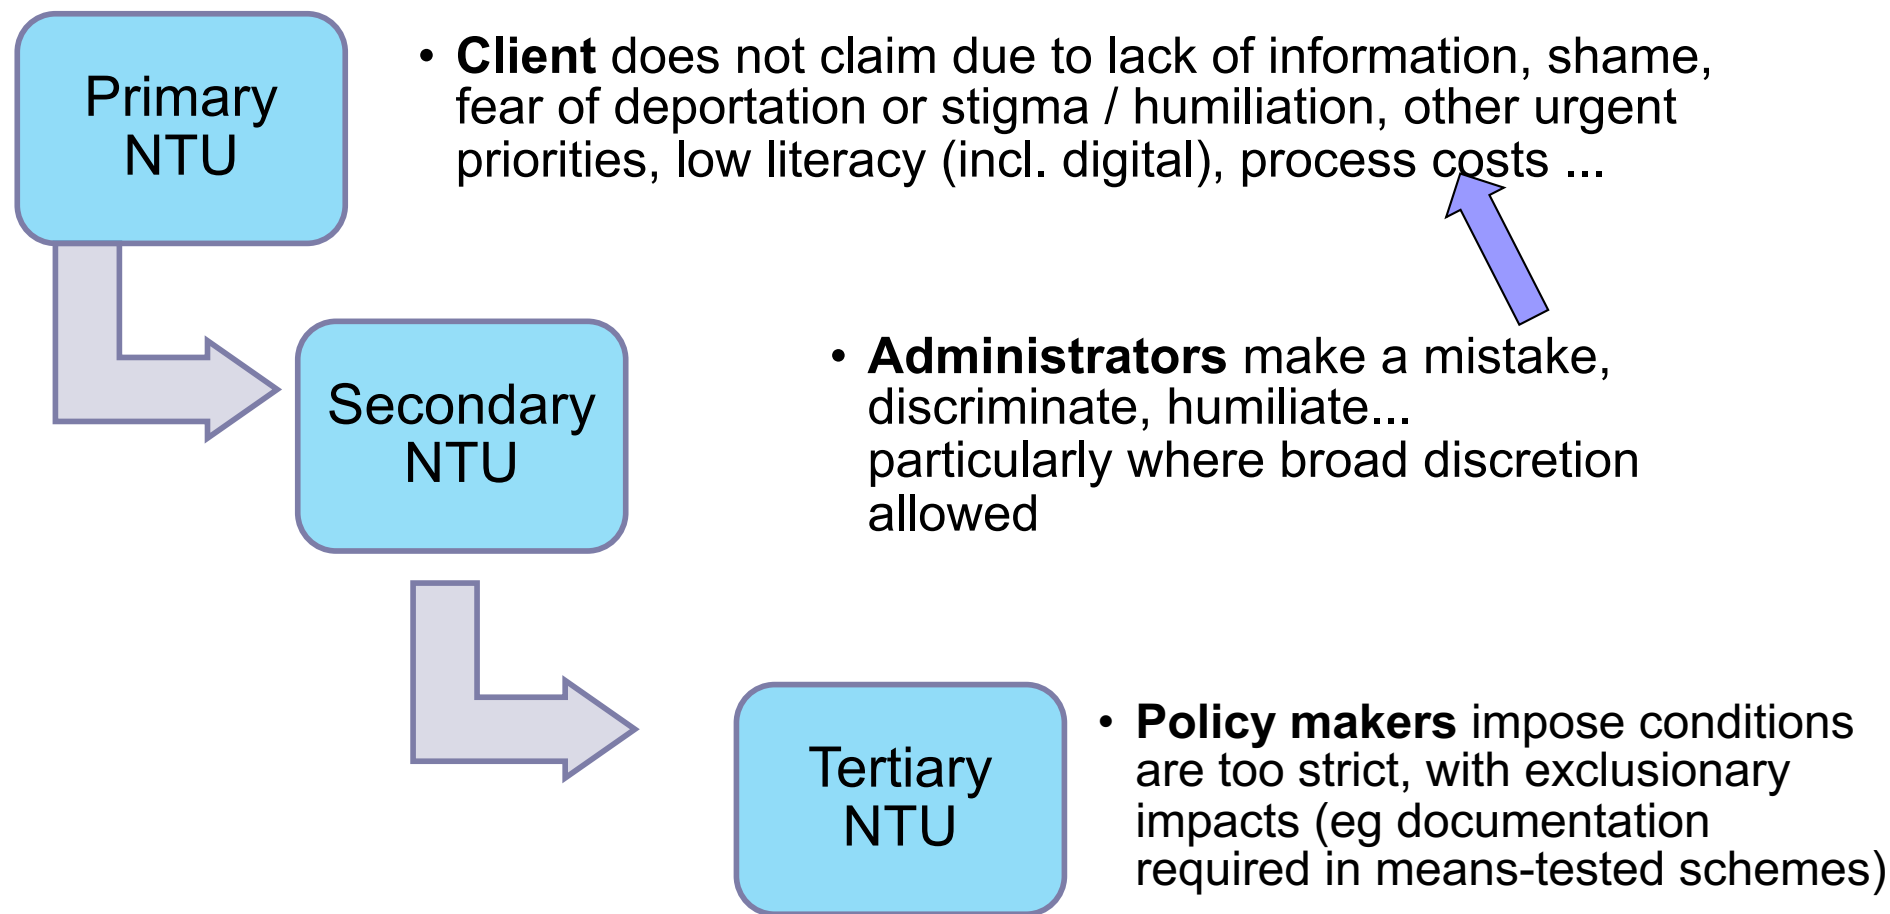 Primary
NTU
• Client does not claim due to lack of information, shame,
fear of deportation or stigma / humiliation, other urgent
priorities, low literacy (incl. digital), process costs ...
Secondary
NTU
• Administrators make a mistake,
discriminate, humiliate...
particularly where broad discretion
allowed
Tertiary
NTU
• Policy makers impose conditions
are too strict, with exclusionary
impacts (eg documentation
required in means-tested schemes)